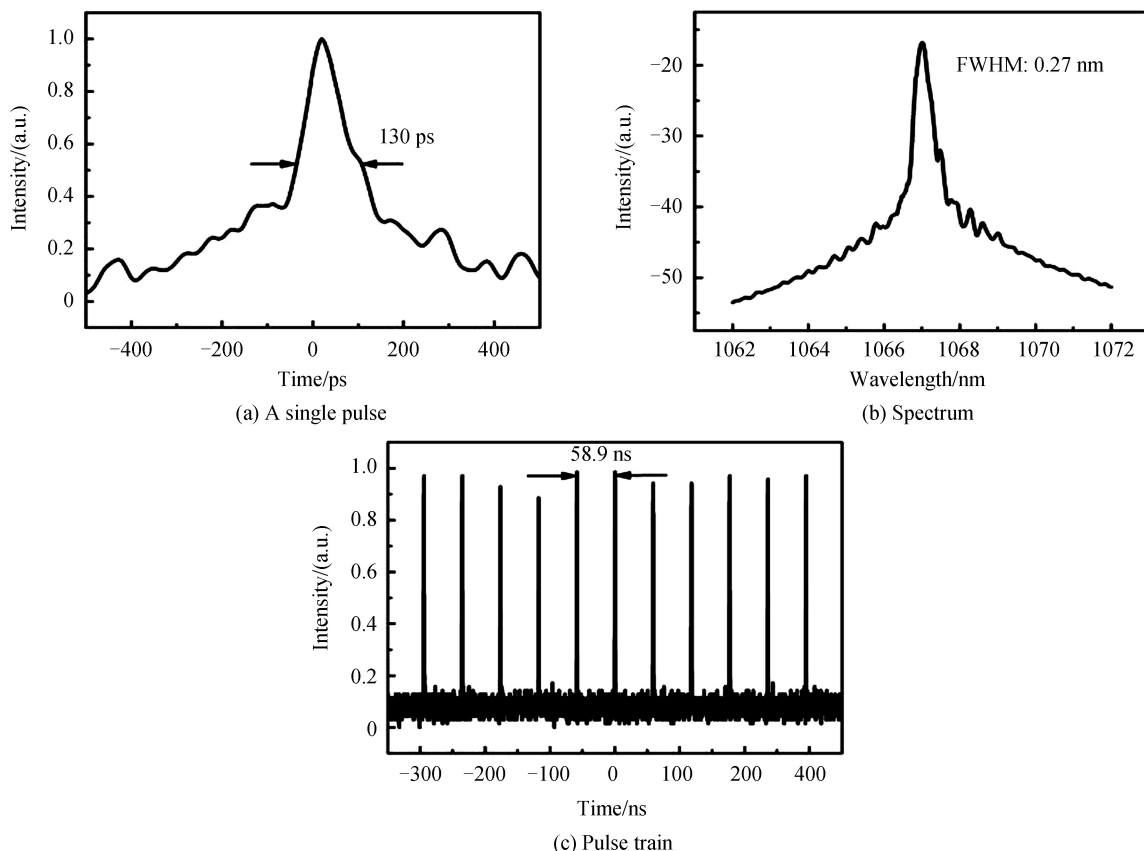 1.0
0.8
0.6
0.4
0.2
0
Intensity/(a.u.)
130 ps
−400 −200 0 200 400
Time/ps
(a) A single pulse
−20
−30
−40
−50
Intensity/(a.u.)
FWHM: 0.27 nm
1062 1064 1066 1068 1070 1072
Wavelength/nm
(b) Spectrum
1.0
0.8
0.6
0.4
0.2
0
Intensity/(a.u.)
58.9 ns
−300 −200 −100 0 100 200 300 400
Time/ns
(c) Pulse train